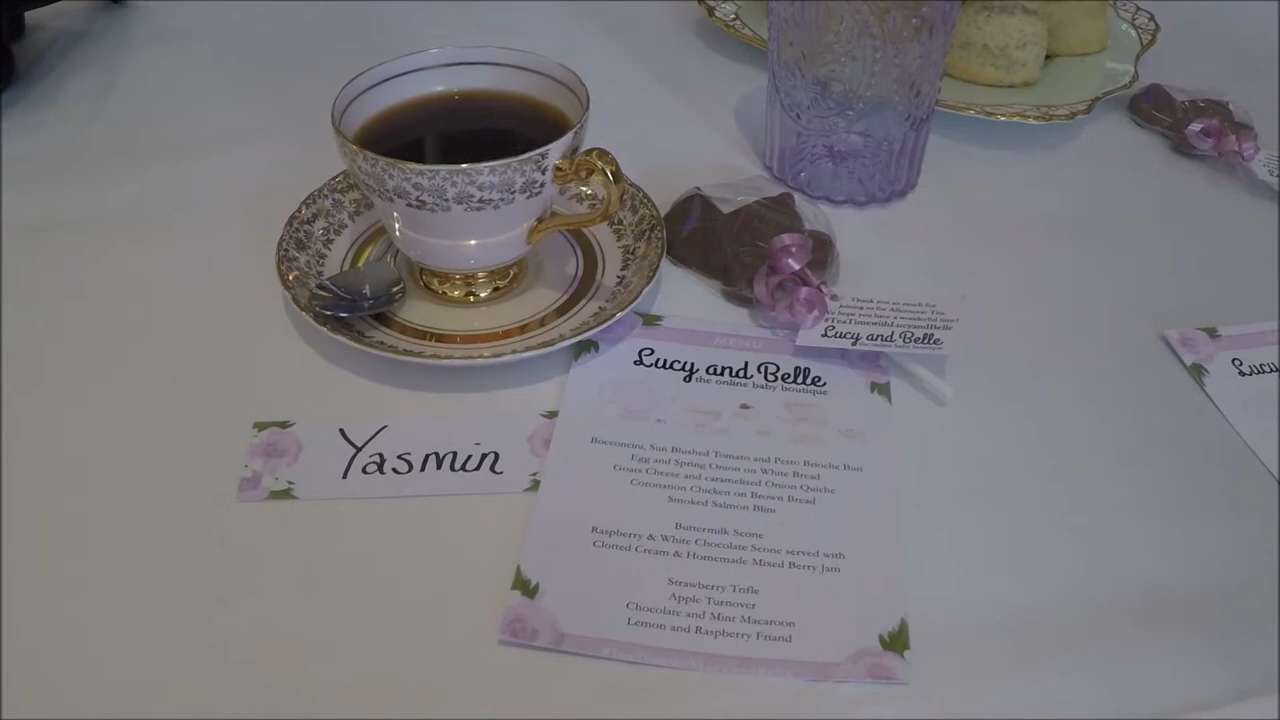 Thank you so much for
joining us for Afternoon Tea.
We hope you have a wonderful time!
#TeaTimewithLucyandBelle
Lucy and Belle
the online baby boutique
MENU
Lucy and Belle
the online baby boutique
Bocconcini, Sun Blushed Tomato and Pesto Brioche Bun
Egg and Spring Onion on White Bread
Goats Cheese and caramelised Onion Quiche
Coronation Chicken on Brown Bread
Smoked Salmon Blini
Buttermilk Scone
Raspberry & White Chocolate Scone served with
Clotted Cream & Homemade Mixed Berry Jam
Strawberry Trifle
Apple Turnover
Chocolate and Mint Macaroon
Lemon and Raspberry Friand
#TeaTimewithLucyandBelle
Yasmin
Lucy